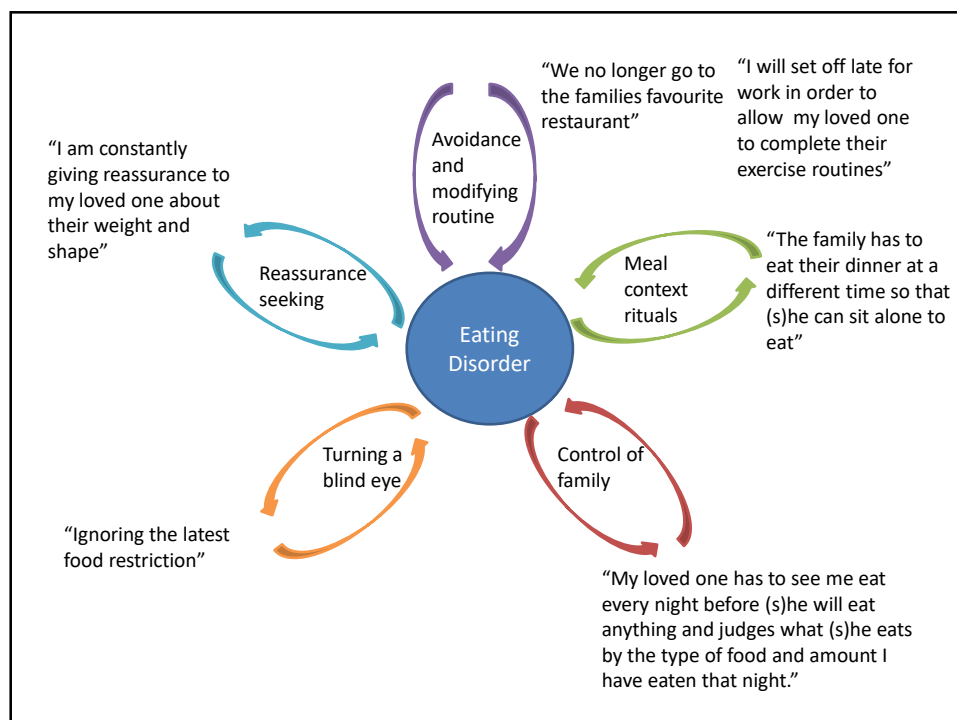 “We no longer go to
the families favourite
restaurant”
“I will set off late for
work in order to
allow  my loved one
to complete their
exercise routines”
“I am constantly
giving reassurance to
my loved one about
their weight and
shape”
Avoidance
and
modifying
routine
Reassurance
seeking
Meal
context
rituals
“The family has to
eat their dinner at a
different time so that
(s)he can sit alone to
eat”
Eating
Disorder
Turning a
blind eye
Control of
family
“Ignoring the latest
food restriction”
“My loved one has to see me eat
every night before (s)he will eat
anything and judges what (s)he eats
by the type of food and amount I
have eaten that night.”